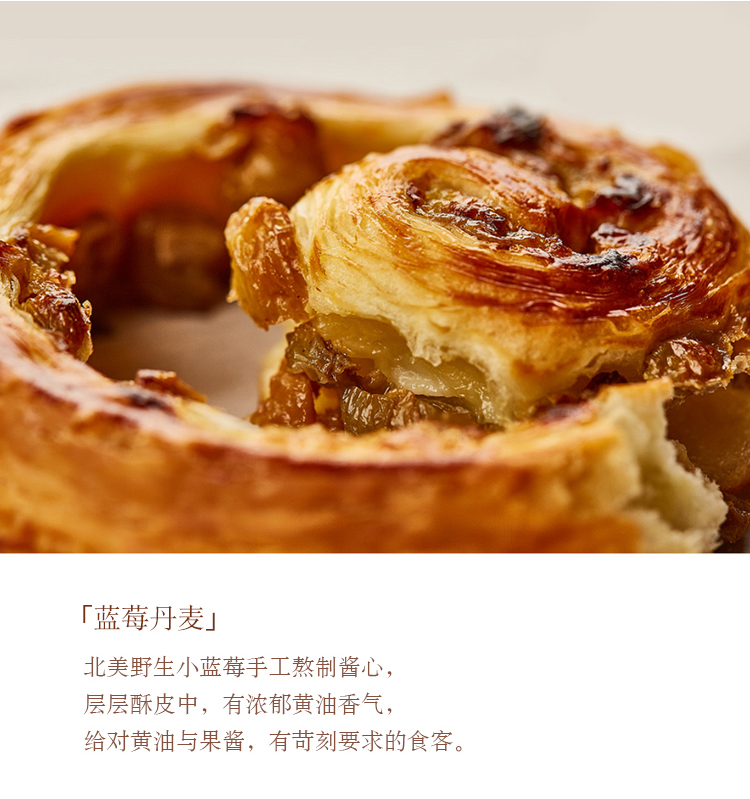 「蓝莓丹麦」
北美野生小蓝莓手工熬制酱心，
层层酥皮中，有浓郁黄油香气，
给对黄油与果酱，有苛刻要求的食客。